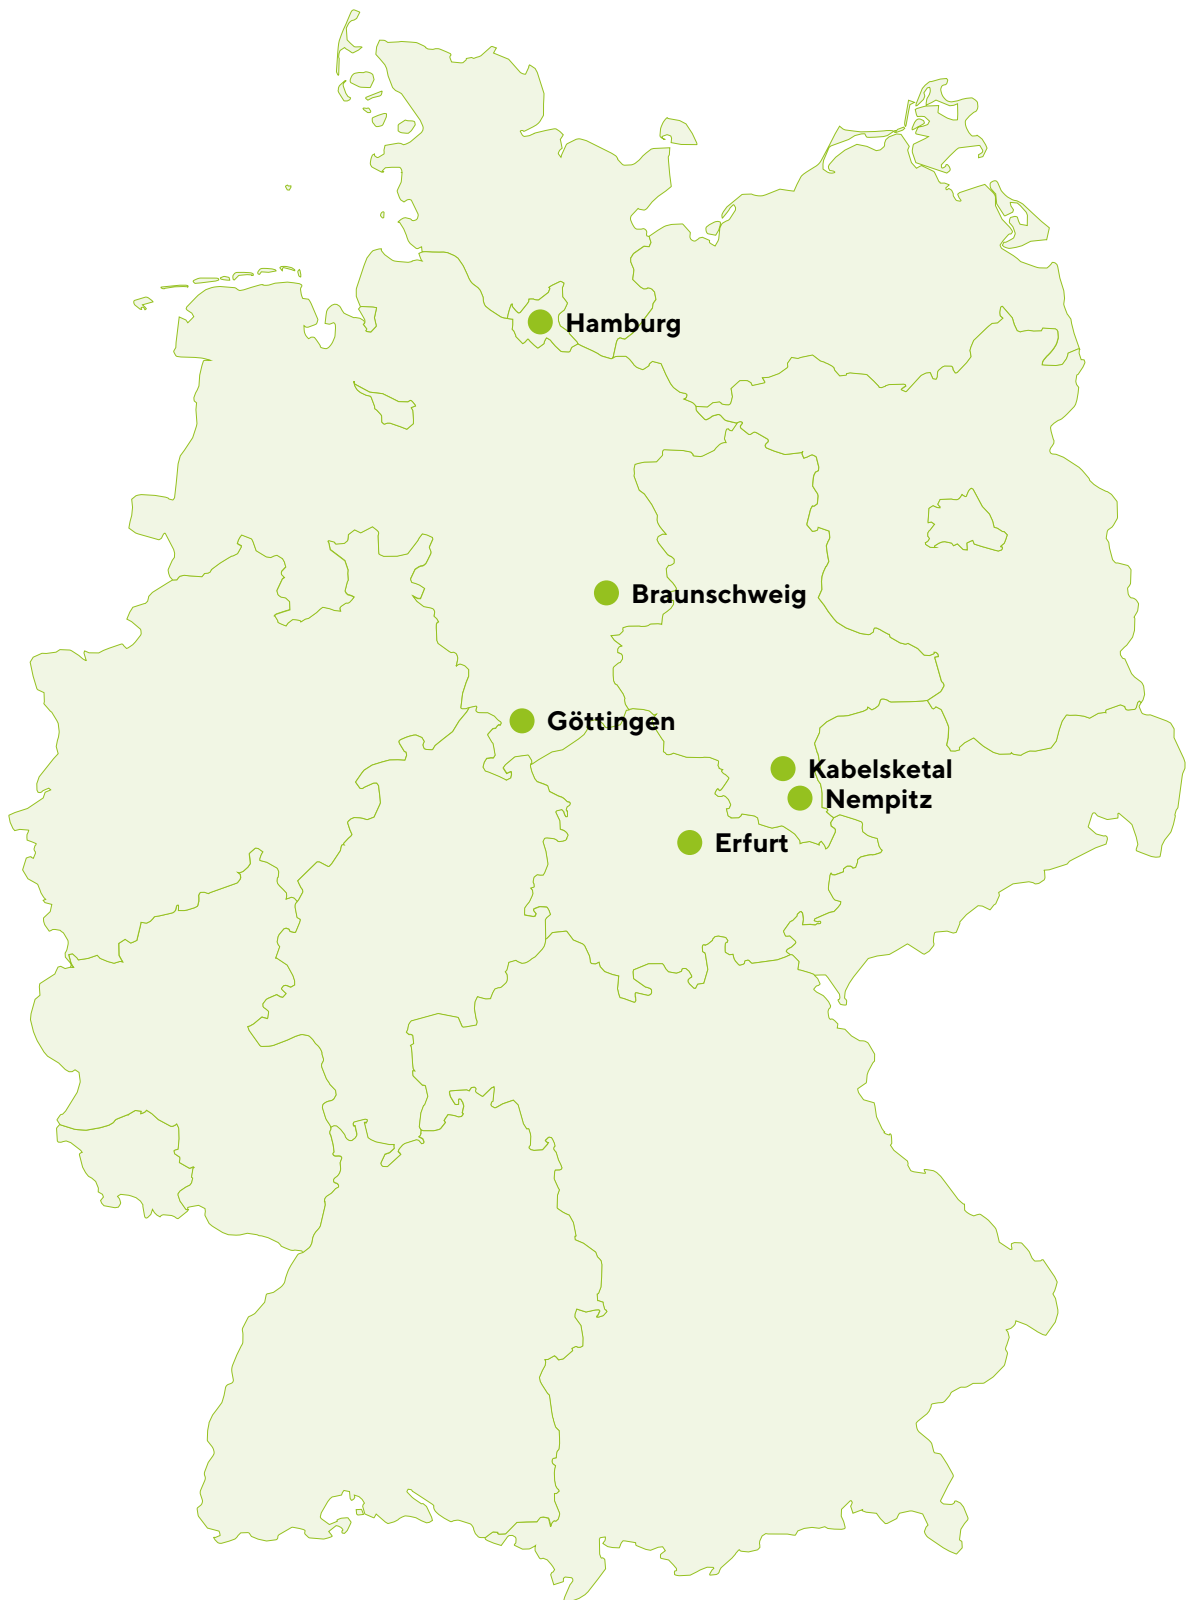 Hamburg
Braunschweig
Göttingen
Kabelsketal
Nempitz
Erfurt